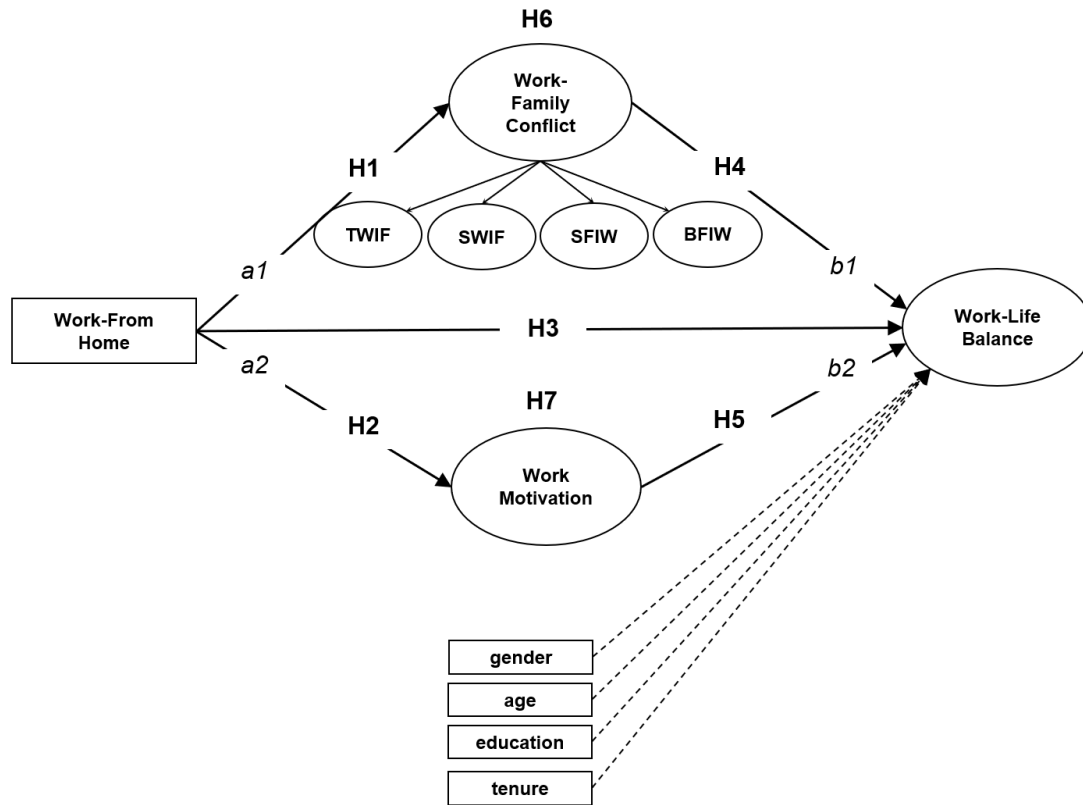 H6
Work-
Family
Conflict
H1
H4
TWIF
SWIF
SFIW
BFIW
a1
b1
Work-From
Home
H3
Work-Life
Balance
a2
b2
H7
H2
H5
Work
Motivation
gender
age
education
tenure